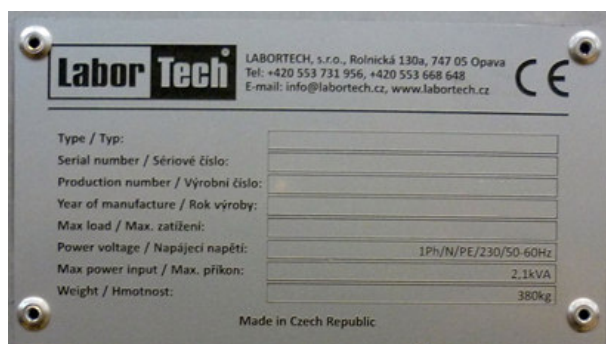 Labor Tech
LABORTECH, s.r.o., Rolnická 130a, 747 05 Opava
Tel: +420 553 731 956, +420 553 668 648
E-mail: info@labortech.cz, www.labortech.cz
CE
Type / Typ:
Serial number / Sériové číslo:
Production number / Výrobní číslo:
Year of manufacture / Rok výroby:
Max load / Max. zatížení:
Power voltage / Napájecí napětí: 1Ph/N/PE/230/50-60Hz
Max power input / Max. příkon: 2,1kVA
Weight / Hmotnost: 380kg
Made in Czech Republic